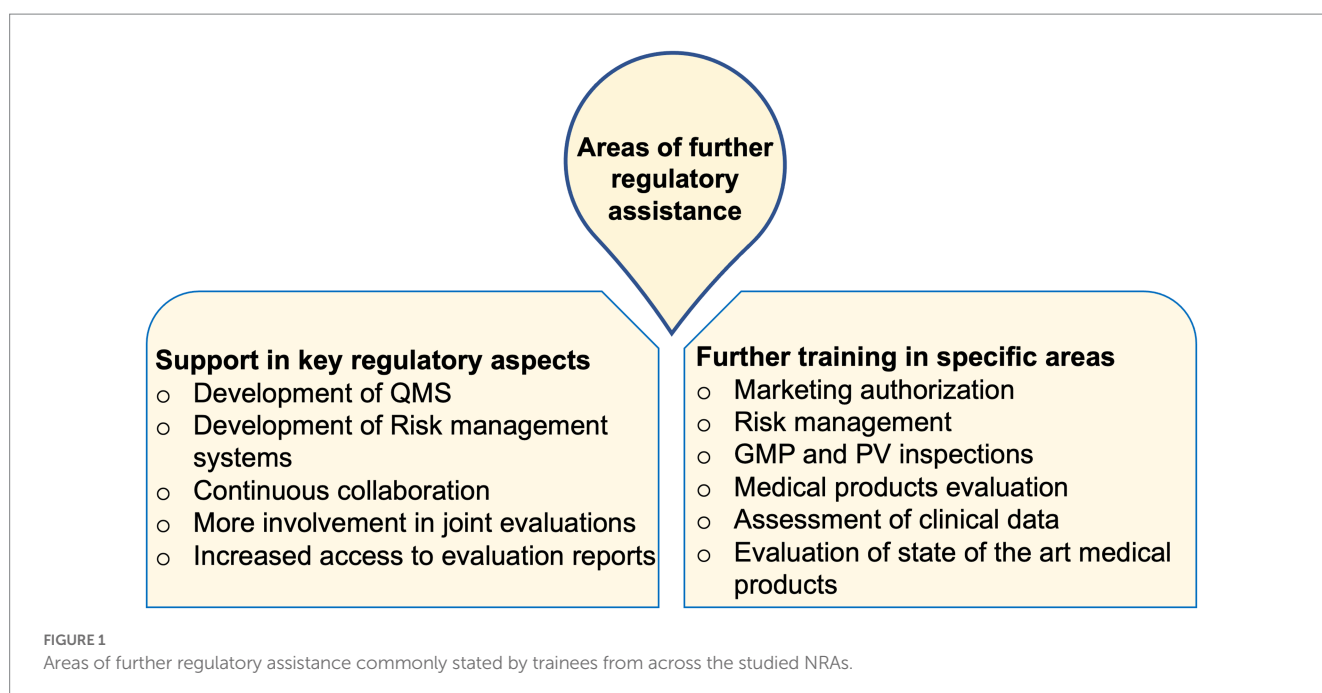 Areas of further
regulatory
assistance
Support in key regulatory aspects
o Development of QMS
o Development of Risk management
systems
o Continuous collaboration
o More involvement in joint evaluations
o Increased access to evaluation reports
Further training in specific areas
o Marketing authorization
o Risk management
o GMP and PV inspections
o Medical products evaluation
o Assessment of clinical data
o Evaluation of state of the art medical
products
FIGURE 1
Areas of further regulatory assistance commonly stated by trainees from across the studied NRAs.